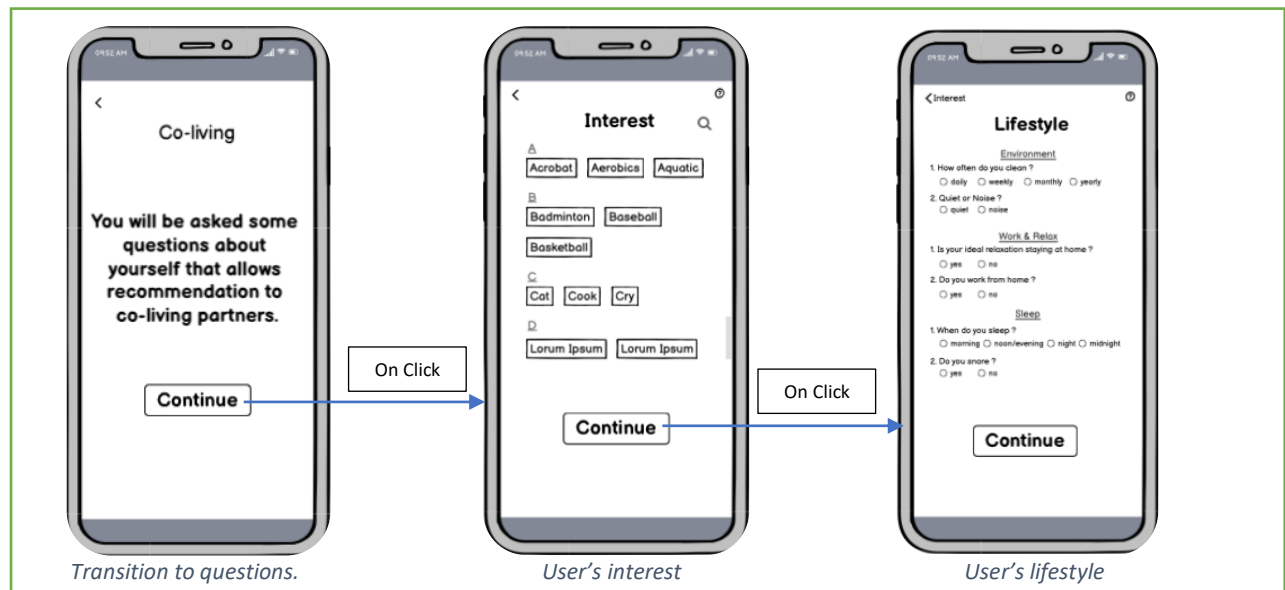 09:52 AM
Co-living
You will be asked some
questions about
yourself that allows
recommendation to
co-living partners.
Continue
On Click
Transition to questions.
09:52 AM
Interest
A
Acrobat Aerobics Aquatic
B
Badminton Baseball
Basketball
C
Cat Cook Cry
D
Lorum Ipsum Lorum Ipsum
Continue
On Click
User's interest
09:52 AM
Interest
Lifestyle
Environment
1. How often do you clean ?
daily weekly monthly yearly
2. Quiet or Noise ?
quiet noise
Work & Relax
1. Is your ideal relaxation staying at home ?
yes no
2. Do you work from home ?
yes no
Sleep
1. When do you sleep ?
morning noon/evening night midnight
2. Do you snore ?
yes no
Continue
User's lifestyle